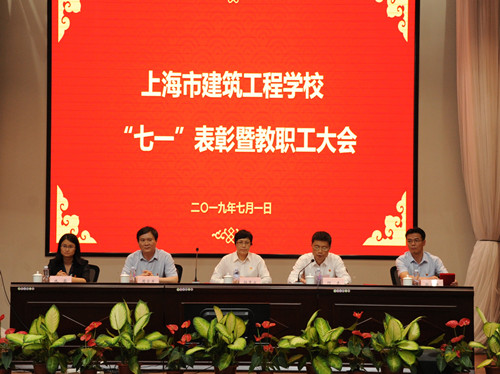 上海市建筑工程学校
“七一”表彰暨教职工大会
二〇一九年七月一日